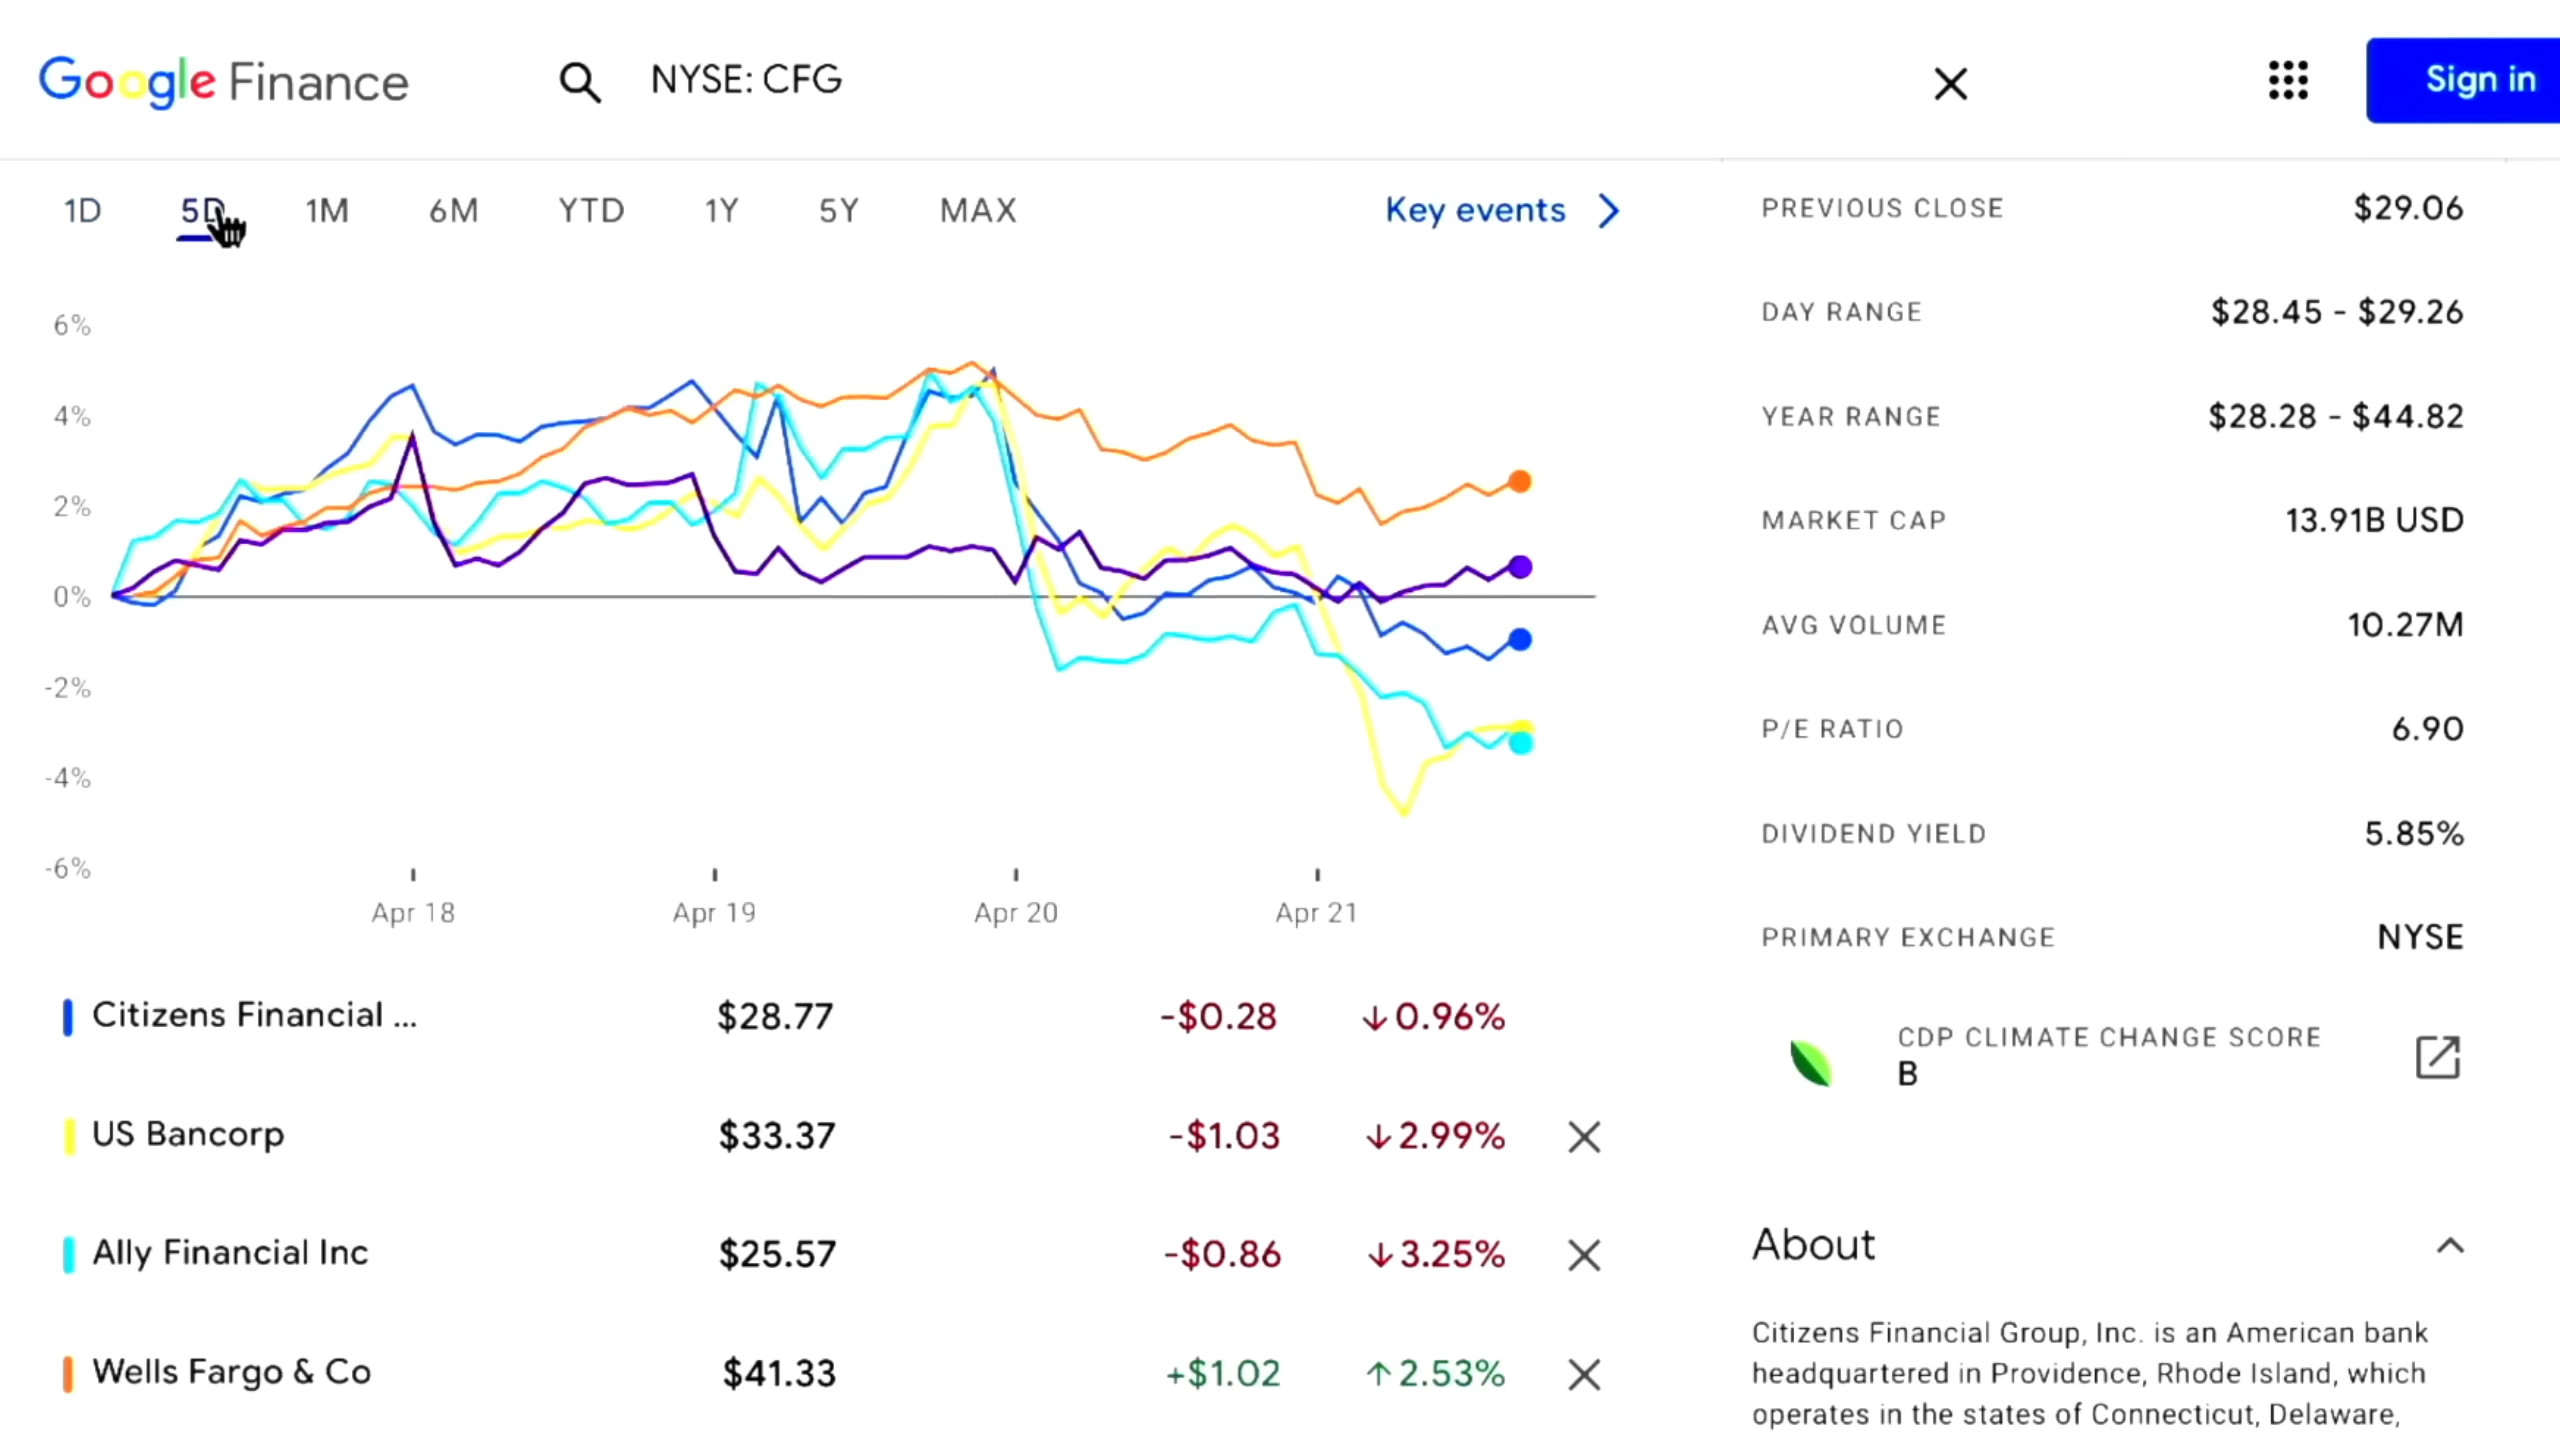 Google Finance
NYSE: CFG
Sign in
1D 5D 1M 6M YTD 1Y 5Y MAX
Key events
6%
4%
2%
0%
-2%
-4%
-6%
Apr 18 Apr 19 Apr 20 Apr 21
Citizens Financial ... $28.77 -$0.28 ↓0.96%
US Bancorp $33.37 -$1.03 ↓2.99%
Ally Financial Inc $25.57 -$0.86 ↓3.25%
Wells Fargo & Co $41.33 +$1.02 ↑2.53%
PREVIOUS CLOSE $29.06
DAY RANGE $28.45 - $29.26
YEAR RANGE $28.28 - $44.82
MARKET CAP 13.91B USD
AVG VOLUME 10.27M
P/E RATIO 6.90
DIVIDEND YIELD 5.85%
PRIMARY EXCHANGE NYSE
CDP CLIMATE CHANGE SCORE
B
About
Citizens Financial Group, Inc. is an American bank
headquartered in Providence, Rhode Island, which
operates in the states of Connecticut, Delaware,